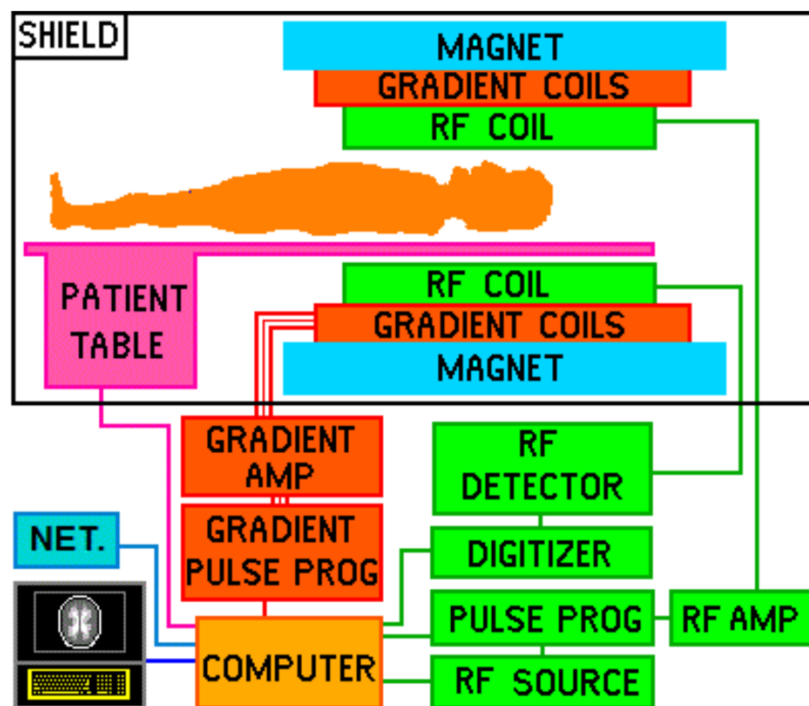 SHIELD
MAGNET
GRADIENT COILS
RF COIL
RF COIL
GRADIENT COILS
MAGNET
PATIENT
TABLE
GRADIENT
AMP
GRADIENT
PULSE PROG
RF
DETECTOR
DIGITIZER
NET.
PULSE PROG
RF AMP
COMPUTER
RF SOURCE